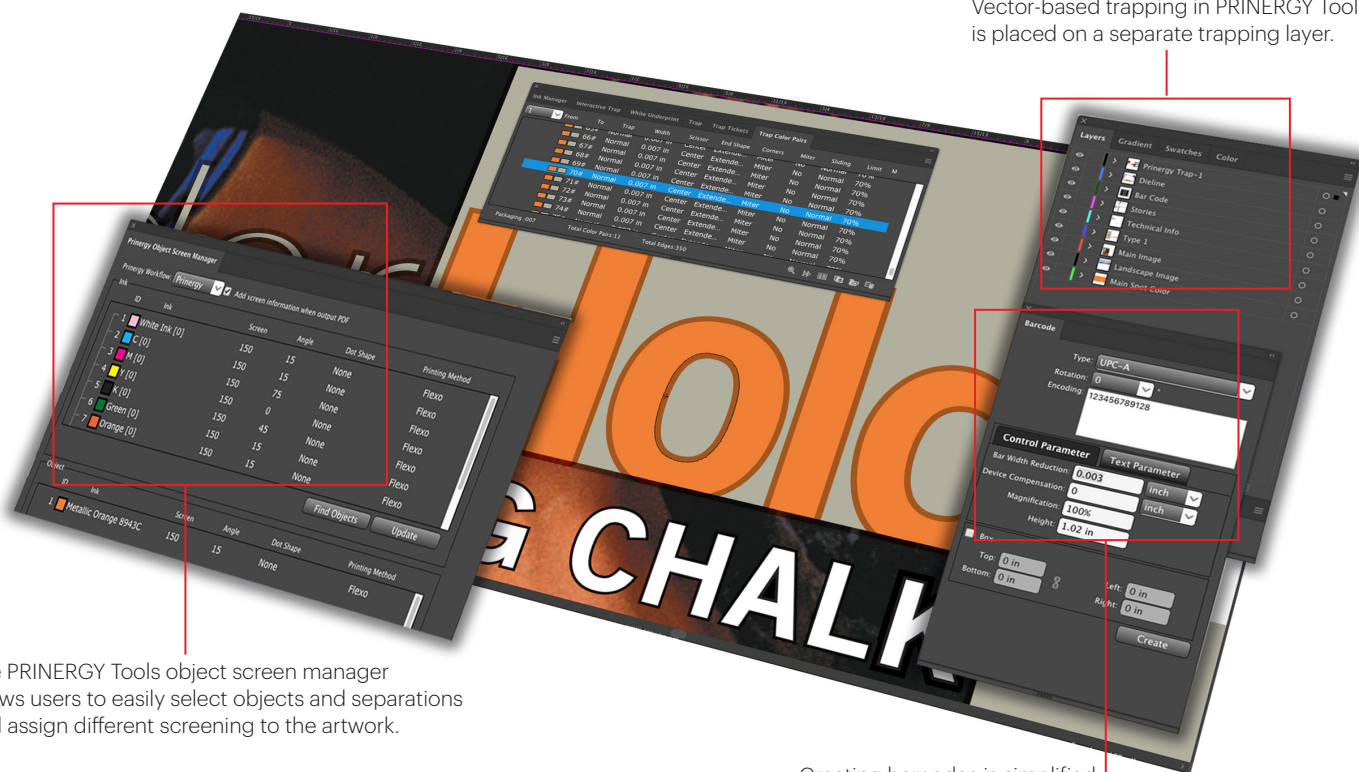 Vector-based trapping in PRINERGY Tool
is placed on a separate trapping layer.
Ink Manager Interactive Trap White Underprint Trap Trap Tickets Trap Color Pairs
From To Trap Width Scissor End Shape Corners Miter Sliding Limit M
66# Normal 0.007 in Center Extende... Miter No Normal 70%
67# Normal 0.007 in Center Extende... Miter No Normal 70%
68# Normal 0.007 in Center Extende... Miter No Normal 70%
69# Normal 0.007 in Center Extende... Miter No Normal 70%
70# Normal 0.007 in Center Extende... Miter No Normal 70%
71# Normal 0.007 in Center Extende... Miter No Normal 70%
72# Normal 0.007 in Center Extende... Miter No Normal 70%
73# Normal 0.007 in Center Extende... Miter No Normal 70%
74#
Packaging .007 Total Color Pairs:11 Total Edges:350
Layers Gradient Swatches Color
Prinergy Trap-1
Dieline
Bar Code
Stories
Technical Info
Type 1
Main Image
Landscape Image
Main Spot Color
Prinergy Object Screen Manager
Prinergy Workflow: Prinergy Add screen information when output PDF
Ink
ID Ink Screen Angle Dot Shape Printing Method
1 White Ink [0] 150 15 None Flexo
2 C [0] 150 15 None Flexo
3 M [0] 150 75 None Flexo
4 Y [0] 150 0 None Flexo
5 K [0] 150 45 None Flexo
6 Green [0] 150 15 None Flexo
7 Orange [0] 150 15 None Flexo
Find Objects Update
Object
ID Ink Screen Angle Dot Shape Printing Method
1 Metallic Orange 8943C 150 15 None Flexo
Barcode
Type: UPC-A
Rotation: 0 °
Encoding: 123456789128
Control Parameter Text Parameter
Bar Width Reduction: 0.003 inch
Device Compensation: 0 inch
Magnification: 100%
Height: 1.02 in
Box
Top: 0 in Left: 0 in
Bottom: 0 in Right: 0 in
Create
G CHALK
PRINERGY Tools object screen manager
ws users to easily select objects and separations
assign different screening to the artwork.